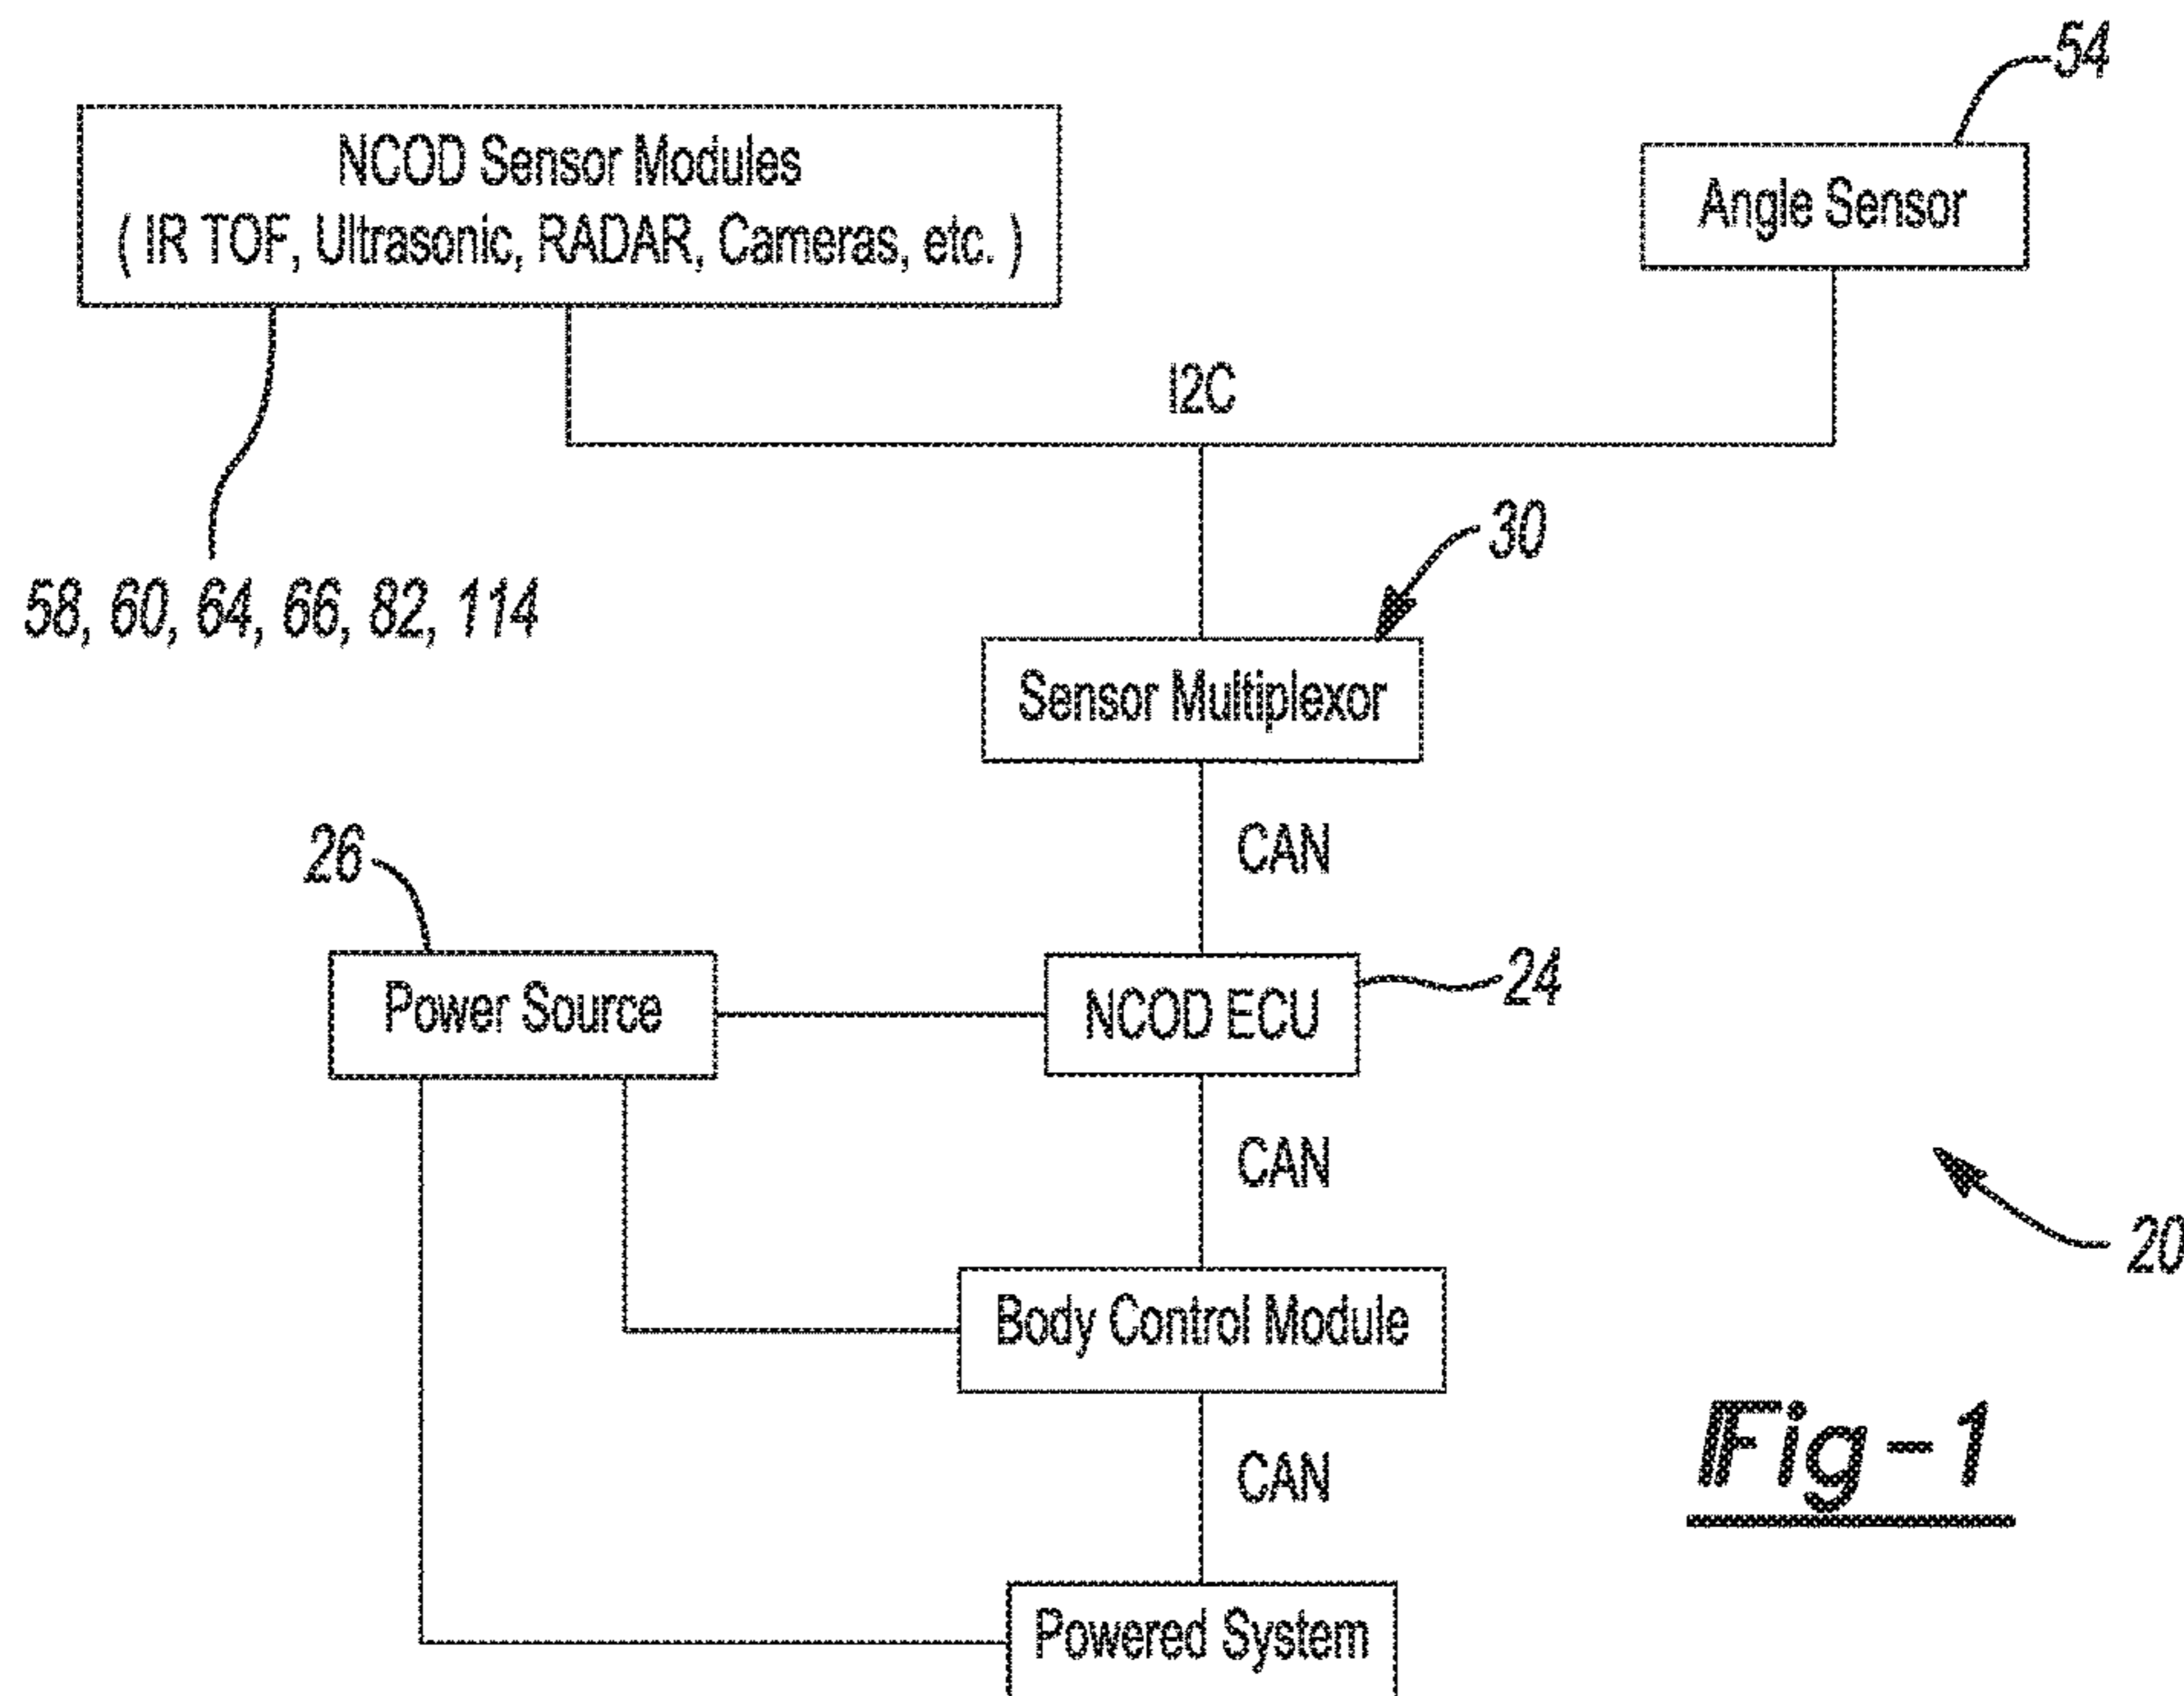 54
NCOD Sensor Modules
( IR TOF, Ultrasonic, RADAR, Cameras, etc. )
Angle Sensor
I2C
30
58, 60, 64, 66, 82, 114
Sensor Multiplexor
CAN
26
Power Source
NCOD ECU
24
CAN
20
Body Control Module
Fig-1
CAN
Powered System